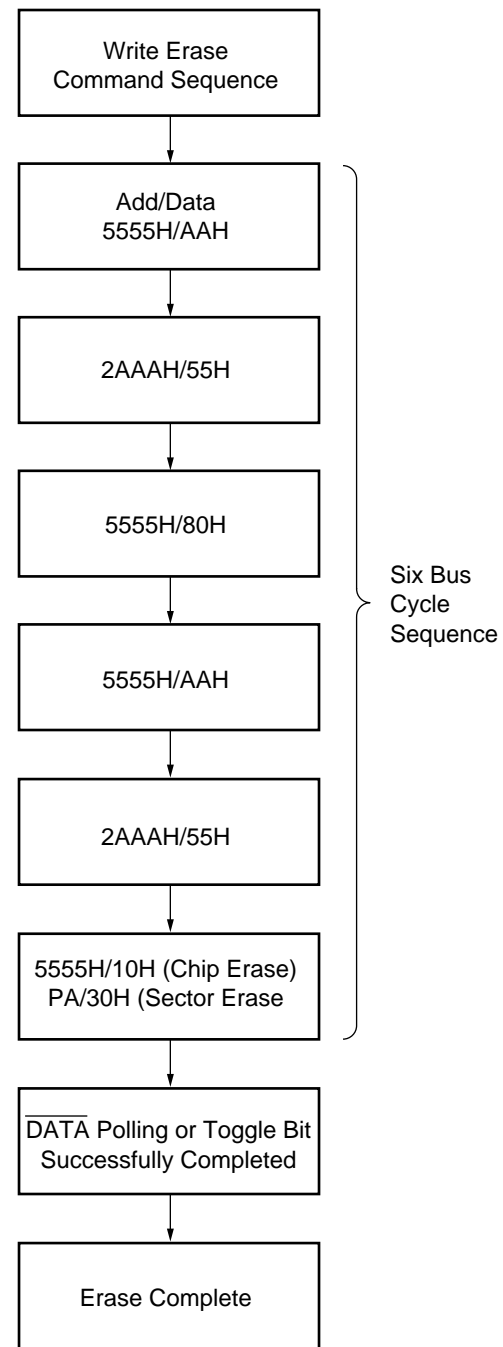 Write Erase
Command Sequence
Add/Data
5555H/AAH
2AAAH/55H
5555H/80H
Six Bus
Cycle
Sequence
5555H/AAH
2AAAH/55H
5555H/10H (Chip Erase)
PA/30H (Sector Erase
DATA Polling or Toggle Bit
Successfully Completed
Erase Complete